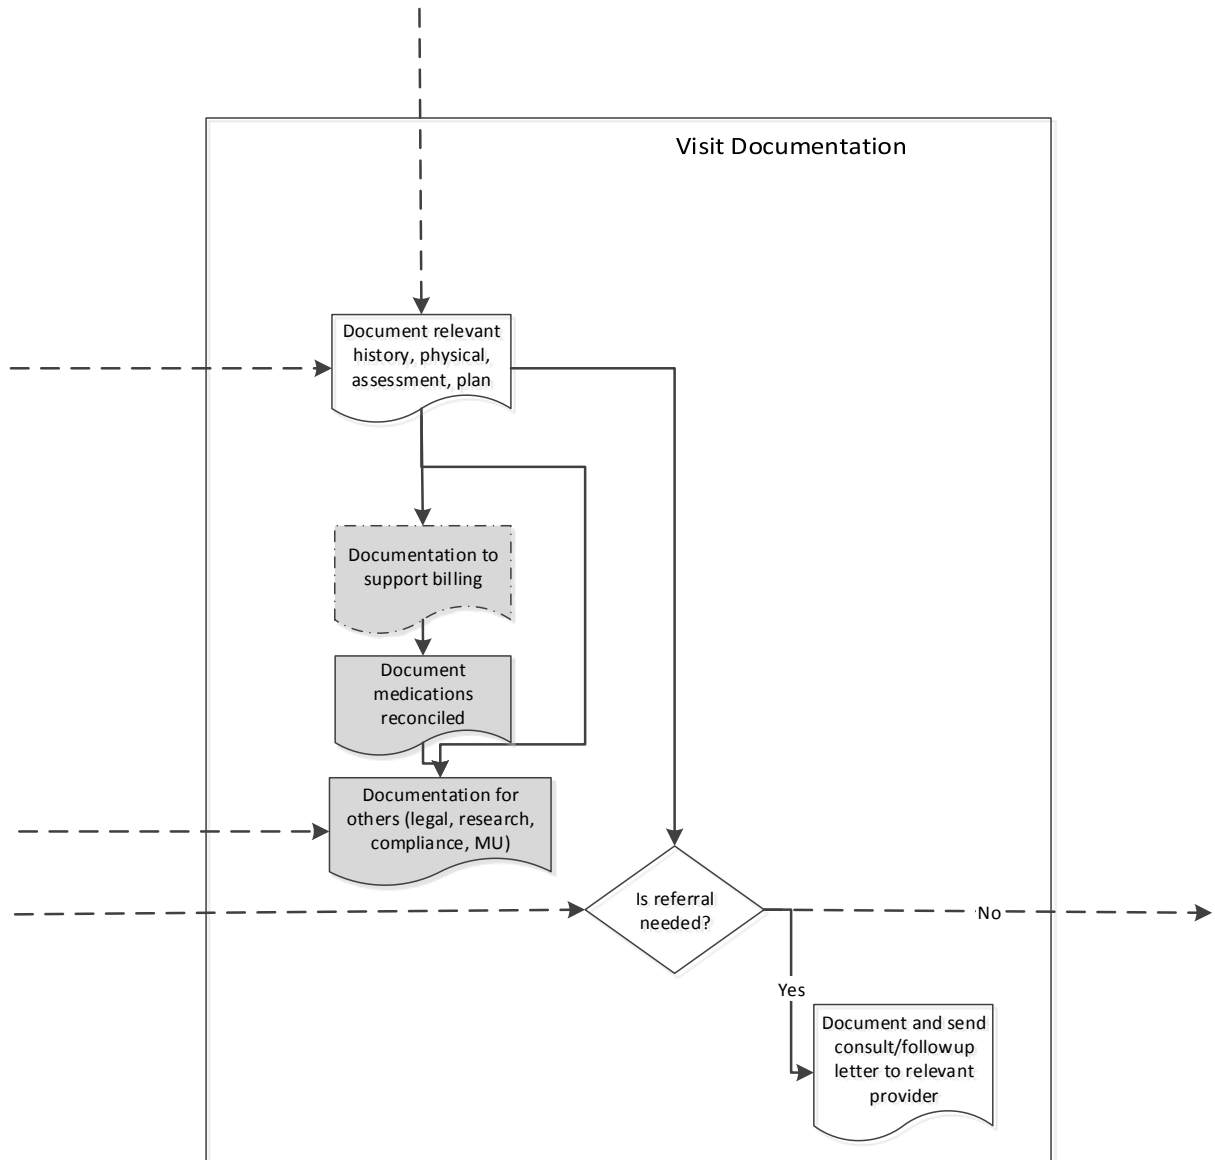 Visit Documentation
Document relevant
history, physical,
assessment, plan
Documentation to
support billing
Document
medications
reconciled
Documentation for
others (legal, research,
compliance, MU)
Is referral
needed?
No
Yes
Document and send
consult/followup
letter to relevant
provider